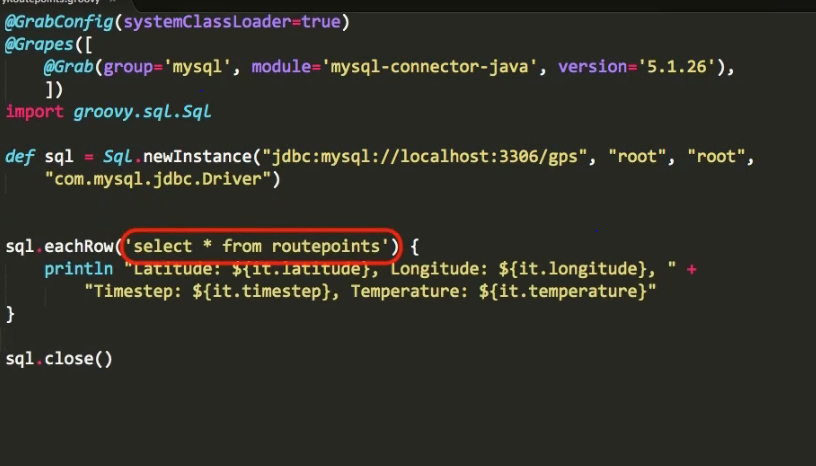 yRoutepoints.groovy
@GrabConfig(systemClassLoader=true)
@Grapes([
@Grab(group='mysql', module='mysql-connector-java', version='5.1.26'),
])
import groovy.sql.Sql
def sql = Sql.newInstance("jdbc:mysql://localhost:3306/gps", "root", "root",
"com.mysql.jdbc.Driver")
sql.eachRow('select * from routepoints') {
println "Latitude: ${it.latitude}, Longitude: ${it.longitude}, " +
"Timestep: ${it.timestep}, Temperature: ${it.temperature}"
}
sql.close()